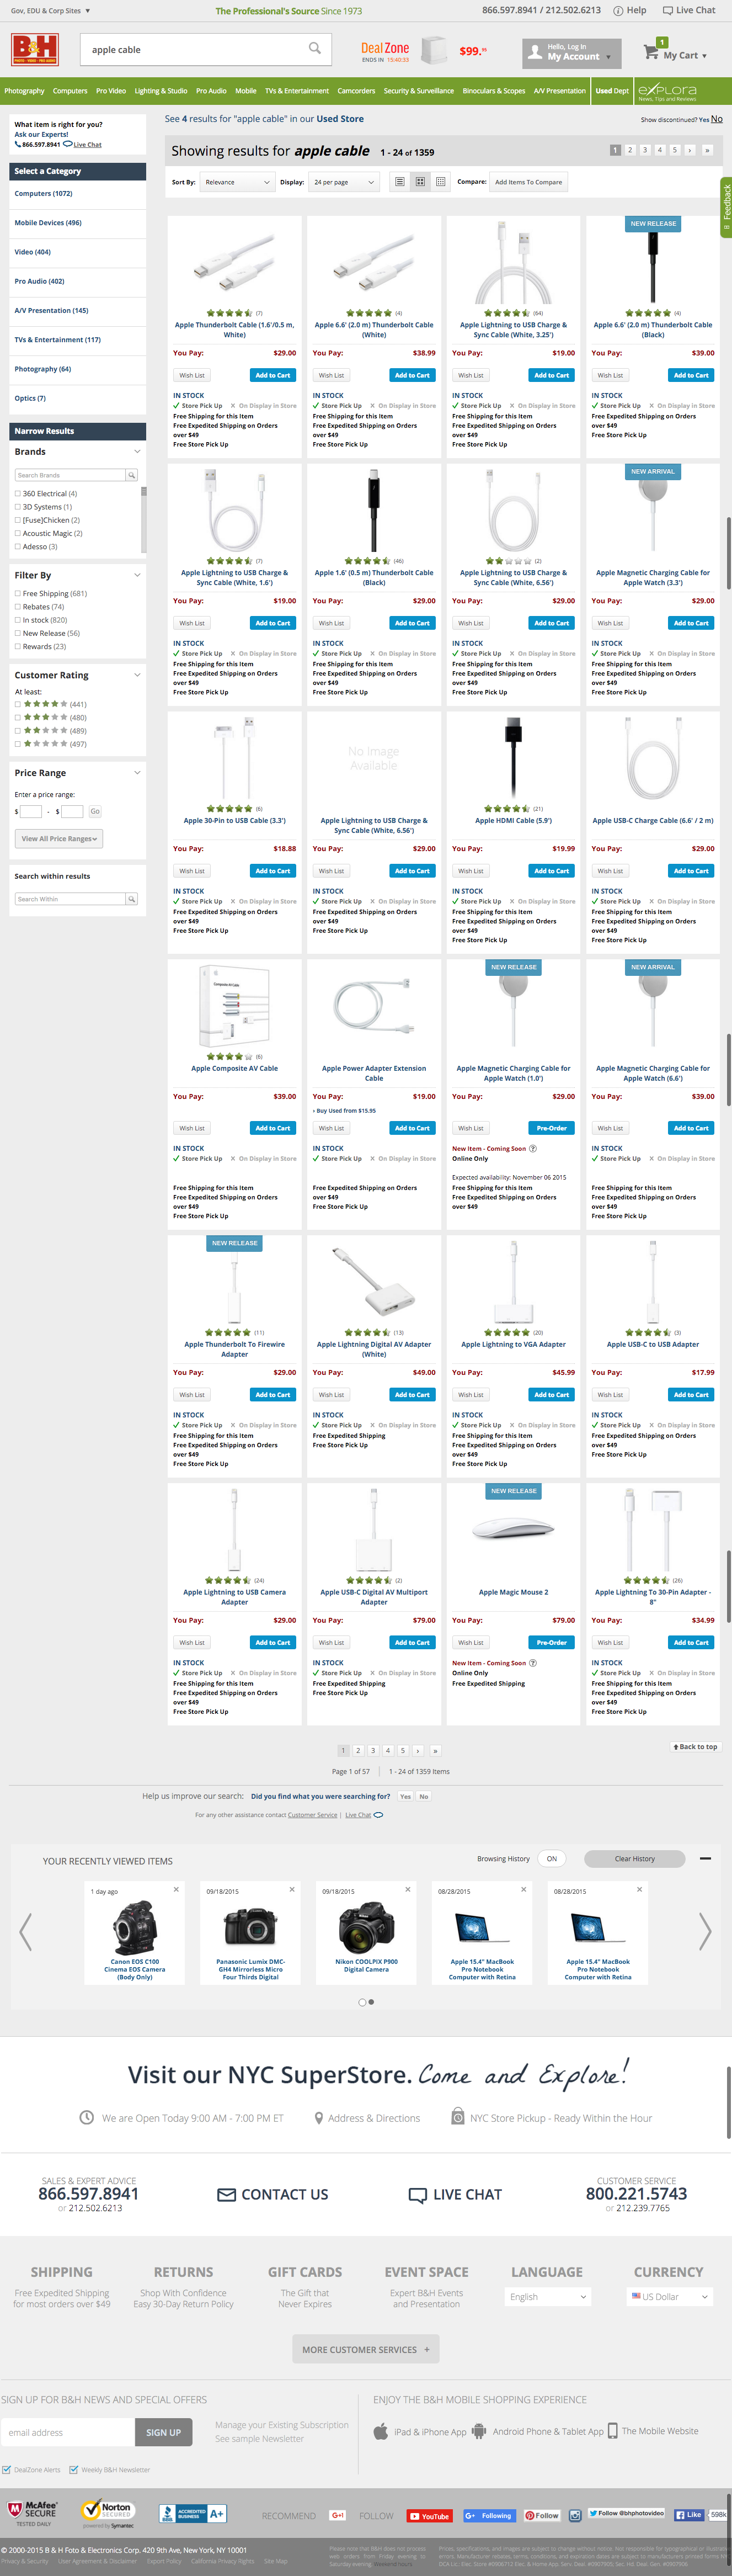 Gov, EDU & Corp Sites ▼
The Professional's Source Since 1973
866.597.8941 / 212.502.6213
Help
Live Chat
B&H
PHOTO · VIDEO · PRO AUDIO
apple cable
DealZone
ENDS IN 15:40:33
$99.95
Hello, Log In
My Account ▼
1
My Cart ▼
Photography Computers Pro Video Lighting & Studio Pro Audio Mobile TVs & Entertainment Camcorders Security & Surveillance Binoculars & Scopes A/V Presentation Used Dept explora
News, Tips and Reviews
What item is right for you?
Ask our Experts!
866.597.8941 Live Chat
Select a Category
Computers (1072)
Mobile Devices (496)
Video (404)
Pro Audio (402)
A/V Presentation (145)
TVs & Entertainment (117)
Photography (64)
Optics (7)
Narrow Results
Brands
Search Brands
360 Electrical (4)
3D Systems (1)
[Fuse]Chicken (2)
Acoustic Magic (2)
Adesso (3)
Filter By
Free Shipping (681)
Rebates (74)
In stock (820)
New Release (56)
Rewards (23)
Customer Rating
At least:
(441)
(480)
(489)
(497)
Price Range
Enter a price range:
$ - $ Go
View All Price Ranges
Search within results
Search Within
See 4 results for "apple cable" in our Used Store
Show discontinued? Yes No
Showing results for apple cable 1 - 24 of 1359
1 2 3 4 5 › »
Sort By: Relevance Display: 24 per page Compare: Add Items To Compare
Feedback
(7)
Apple Thunderbolt Cable (1.6'/0.5 m, White)
You Pay: $29.00
Wish List Add to Cart
IN STOCK
Store Pick Up On Display in Store
Free Shipping for this Item
Free Expedited Shipping on Orders
over $49
Free Store Pick Up
(4)
Apple 6.6' (2.0 m) Thunderbolt Cable
(White)
You Pay: $38.99
Wish List Add to Cart
IN STOCK
Store Pick Up On Display in Store
Free Shipping for this Item
Free Expedited Shipping on Orders
over $49
Free Store Pick Up
(64)
Apple Lightning to USB Charge &
Sync Cable (White, 3.25')
You Pay: $19.00
Wish List Add to Cart
IN STOCK
Store Pick Up On Display in Store
Free Shipping for this Item
Free Expedited Shipping on Orders
over $49
Free Store Pick Up
NEW RELEASE
(4)
Apple 6.6' (2.0 m) Thunderbolt Cable
(Black)
You Pay: $39.00
Wish List Add to Cart
IN STOCK
Store Pick Up On Display in Store
Free Expedited Shipping on Orders
over $49
Free Store Pick Up
(7)
Apple Lightning to USB Charge &
Sync Cable (White, 1.6')
You Pay: $19.00
Wish List Add to Cart
IN STOCK
Store Pick Up On Display in Store
Free Shipping for this Item
Free Expedited Shipping on Orders
over $49
Free Store Pick Up
(46)
Apple 1.6' (0.5 m) Thunderbolt Cable
(Black)
You Pay: $29.00
Wish List Add to Cart
IN STOCK
Store Pick Up On Display in Store
Free Shipping for this Item
Free Expedited Shipping on Orders
over $49
Free Store Pick Up
(2)
Apple Lightning to USB Charge &
Sync Cable (White, 6.56')
You Pay: $29.00
Wish List Add to Cart
IN STOCK
Store Pick Up On Display in Store
Free Shipping for this Item
Free Expedited Shipping on Orders
over $49
Free Store Pick Up
NEW ARRIVAL
Apple Magnetic Charging Cable for
Apple Watch (3.3')
You Pay: $29.00
Wish List Add to Cart
IN STOCK
Store Pick Up On Display in Store
Free Shipping for this Item
Free Expedited Shipping on Orders
over $49
Free Store Pick Up
(6)
Apple 30-Pin to USB Cable (3.3')
You Pay: $18.88
Wish List Add to Cart
IN STOCK
Store Pick Up On Display in Store
Free Expedited Shipping on Orders
over $49
Free Store Pick Up
No Image
Available
Apple Lightning to USB Charge &
Sync Cable (White, 6.56')
You Pay: $29.00
Wish List Add to Cart
IN STOCK
Store Pick Up On Display in Store
Free Expedited Shipping on Orders
over $49
Free Store Pick Up
(21)
Apple HDMI Cable (5.9')
You Pay: $19.99
Wish List Add to Cart
IN STOCK
Store Pick Up On Display in Store
Free Shipping for this Item
Free Expedited Shipping on Orders
over $49
Free Store Pick Up
Apple USB-C Charge Cable (6.6' / 2 m)
You Pay: $29.00
Wish List Add to Cart
IN STOCK
Store Pick Up On Display in Store
Free Shipping for this Item
Free Expedited Shipping on Orders
over $49
Free Store Pick Up
Composite AV Cable
(6)
Apple Composite AV Cable
You Pay: $39.00
Wish List Add to Cart
IN STOCK
Store Pick Up On Display in Store
Free Shipping for this Item
Free Expedited Shipping on Orders
over $49
Free Store Pick Up
Apple Power Adapter Extension
Cable
You Pay: $19.00
› Buy Used from $15.95
Wish List Add to Cart
IN STOCK
Store Pick Up On Display in Store
Free Expedited Shipping on Orders
over $49
Free Store Pick Up
NEW RELEASE
Apple Magnetic Charging Cable for
Apple Watch (1.0')
You Pay: $29.00
Wish List Pre-Order
New Item - Coming Soon ?
Online Only
Expected availability: November 06 2015
Free Shipping for this Item
Free Expedited Shipping on Orders
over $49
NEW ARRIVAL
Apple Magnetic Charging Cable for
Apple Watch (6.6')
You Pay: $39.00
Wish List Add to Cart
IN STOCK
Store Pick Up On Display in Store
Free Shipping for this Item
Free Expedited Shipping on Orders
over $49
Free Store Pick Up
NEW RELEASE
(11)
Apple Thunderbolt To Firewire
Adapter
You Pay: $29.00
Wish List Add to Cart
IN STOCK
Store Pick Up On Display in Store
Free Shipping for this Item
Free Expedited Shipping on Orders
over $49
Free Store Pick Up
(13)
Apple Lightning Digital AV Adapter
(White)
You Pay: $49.00
Wish List Add to Cart
IN STOCK
Store Pick Up On Display in Store
Free Expedited Shipping
Free Store Pick Up
(20)
Apple Lightning to VGA Adapter
You Pay: $45.99
Wish List Add to Cart
IN STOCK
Store Pick Up On Display in Store
Free Shipping for this Item
Free Expedited Shipping on Orders
over $49
Free Store Pick Up
(3)
Apple USB-C to USB Adapter
You Pay: $17.99
Wish List Add to Cart
IN STOCK
Store Pick Up On Display in Store
Free Expedited Shipping on Orders
over $49
Free Store Pick Up
(24)
Apple Lightning to USB Camera
Adapter
You Pay: $29.00
Wish List Add to Cart
IN STOCK
Store Pick Up On Display in Store
Free Shipping for this Item
Free Expedited Shipping on Orders
over $49
Free Store Pick Up
(2)
Apple USB-C Digital AV Multiport
Adapter
You Pay: $79.00
Wish List Add to Cart
IN STOCK
Store Pick Up On Display in Store
Free Expedited Shipping
Free Store Pick Up
NEW RELEASE
Apple Magic Mouse 2
You Pay: $79.00
Wish List Pre-Order
New Item - Coming Soon ?
Online Only
Free Expedited Shipping
(26)
Apple Lightning To 30-Pin Adapter -
8"
You Pay: $34.99
Wish List Add to Cart
IN STOCK
Store Pick Up On Display in Store
Free Shipping for this Item
Free Expedited Shipping on Orders
over $49
Free Store Pick Up
1 2 3 4 5 › »
Back to top
Page 1 of 57 | 1 - 24 of 1359 Items
Help us improve our search: Did you find what you were searching for? Yes No
For any other assistance contact Customer Service | Live Chat
YOUR RECENTLY VIEWED ITEMS
Browsing History ON Clear History
1 day ago
Canon EOS C100
Cinema EOS Camera
(Body Only)
09/18/2015
Panasonic Lumix DMC-
GH4 Mirrorless Micro
Four Thirds Digital
09/18/2015
Nikon COOLPIX P900
Digital Camera
08/28/2015
Apple 15.4" MacBook
Pro Notebook
Computer with Retina
08/28/2015
Apple 15.4" MacBook
Pro Notebook
Computer with Retina
Visit our NYC SuperStore. Come and Explore!
We are Open Today 9:00 AM - 7:00 PM ET
Address & Directions
NYC Store Pickup - Ready Within the Hour
SALES & EXPERT ADVICE
866.597.8941
or 212.502.6213
CONTACT US
LIVE CHAT
CUSTOMER SERVICE
800.221.5743
or 212.239.7765
SHIPPING
Free Expedited Shipping
for most orders over $49
RETURNS
Shop With Confidence
Easy 30-Day Return Policy
GIFT CARDS
The Gift that
Never Expires
EVENT SPACE
Expert B&H Events
and Presentation
LANGUAGE
English
CURRENCY
US Dollar
MORE CUSTOMER SERVICES +
SIGN UP FOR B&H NEWS AND SPECIAL OFFERS
email address SIGN UP
Manage your Existing Subscription
See sample Newsletter
DealZone Alerts Weekly B&H Newsletter
ENJOY THE B&H MOBILE SHOPPING EXPERIENCE
iPad & iPhone App
Android Phone & Tablet App
The Mobile Website
McAfee
SECURE
TESTED DAILY
Norton
SECURED
powered by Symantec
BBB ACCREDITED
BUSINESS A+
RECOMMEND
G+1
FOLLOW
YouTube
G+ Following
Follow
Follow @bhphotovideo
Like 598k
© 2000-2015 B & H Foto & Electronics Corp. 420 9th Ave, New York, NY 10001
Privacy & Security User Agreement & Disclaimer Export Policy California Privacy Rights Site Map